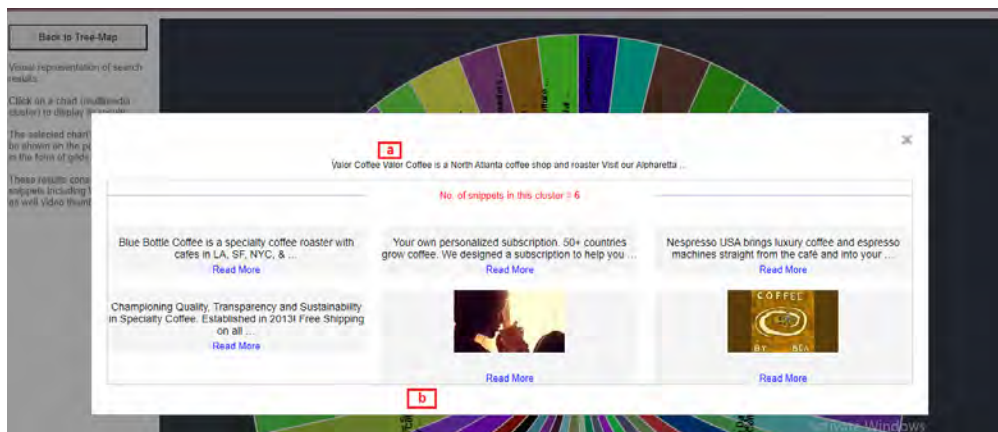 Back to Tree-Map
Visual representation of search
results.
Click on a chart (multimedia
cluster) to display its results.
The selected chart
be shown on the
in the form of grids
These results
snippets including
as well video
a
Valor Coffee Valor Coffee is a North Atlanta coffee shop and roaster Visit our Alpharetta ...
No. of snippets in this cluster = 6
Blue Bottle Coffee is a specialty coffee roaster with
cafes in LA, SF, NYC, & ...
Read More
Your own personalized subscription. 50+ countries
grow coffee. We designed a subscription to help you ...
Read More
Nespresso USA brings luxury coffee and espresso
machines straight from the café and into your ...
Read More
Championing Quality, Transparency and Sustainability
in Specialty Coffee. Established in 2013! Free Shipping
on all ...
Read More
Read More
COFFEE
BY BEA
Read More
b
Activate Windows